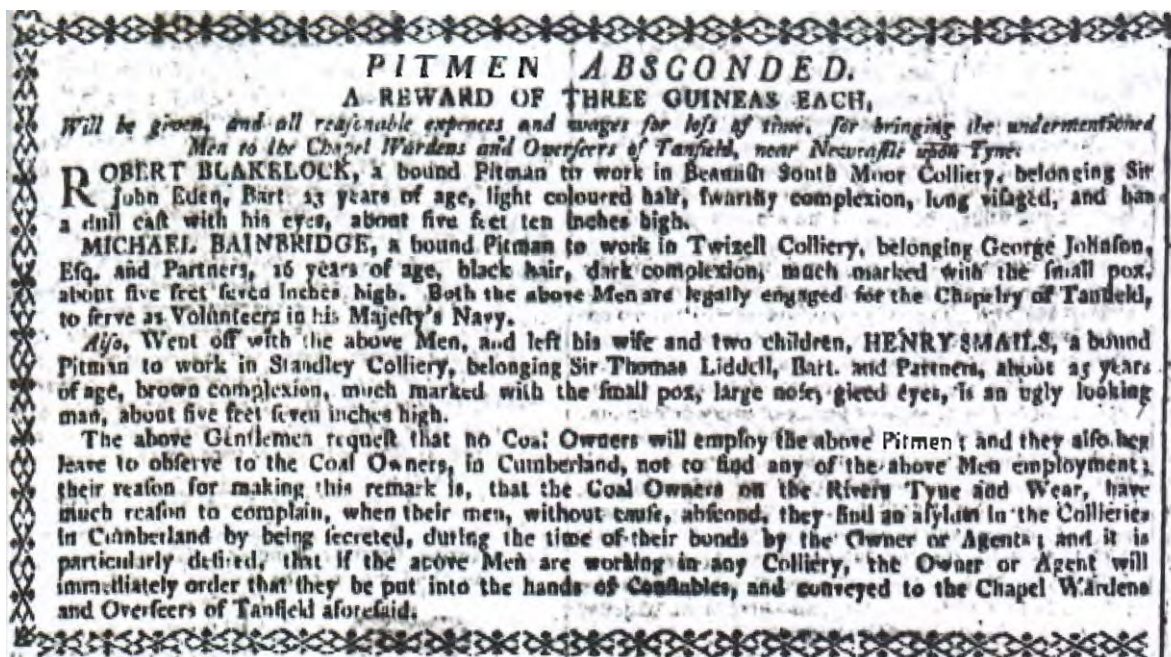 PITMEN ABSCONDED.
A REWARD OF THREE GUINEAS EACH,
Will be given, and all reaſonable expences and wages for loſs of time, for bringing the undermentioned
Men to the Chapel Wardens and Overſeers of Tanfield, near Newcaſtle upon Tyne.
ROBERT BLAKELOCK, a bound Pitman to work in Beamiſh South Moor Colliery, belonging Sir
John Eden, Bart. 23 years of age, light coloured hair, ſwarthy complexion, long viſaged, and has
a dull caſt with his eyes, about five feet ten inches high.
MICHAEL BAINBRIDGE, a bound Pitman to work in Twizell Colliery, belonging George Johnſon,
Eſq. and Partners, 26 years of age, black hair, dark complexion, much marked with the ſmall pox,
about five feet ſeven inches high. Both the above Men are legally engaged for the Chapelry of Tanfield,
to ſerve as Volunteers in his Majeſty's Navy.
Alſo, Went off with the above Men, and left his wife and two children, HENRY SMAILS, a bound
Pitman to work in Standley Colliery, belonging Sir Thomas Liddell, Bart. and Partners, about 25 years
of age, brown complexion, much marked with the ſmall pox, large noſe, gleed eyes, is an ugly looking
man, about five feet ſeven inches high.
The above Gentlemen requeſt that no Coal Owners will employ the above Pitmen; and they alſo beg
leave to obſerve to the Coal Owners, in Cumberland, not to find any of the above Men employment;
their reaſon for making this remark is, that the Coal Owners on the Rivers Tyne and Wear, have
much reaſon to complain, when their men, without cauſe, abſcond, they find an aſylum in the Collieries
in Cumberland by being ſecreted, during the time of their bonds by the Owner or Agents; and it is
particularly deſired, that if the above Men are working in any Colliery, the Owner or Agent will
immediately order that they be put into the hands of Conſtables, and conveyed to the Chapel Wardens
and Overſeers of Tanfield aforeſaid.